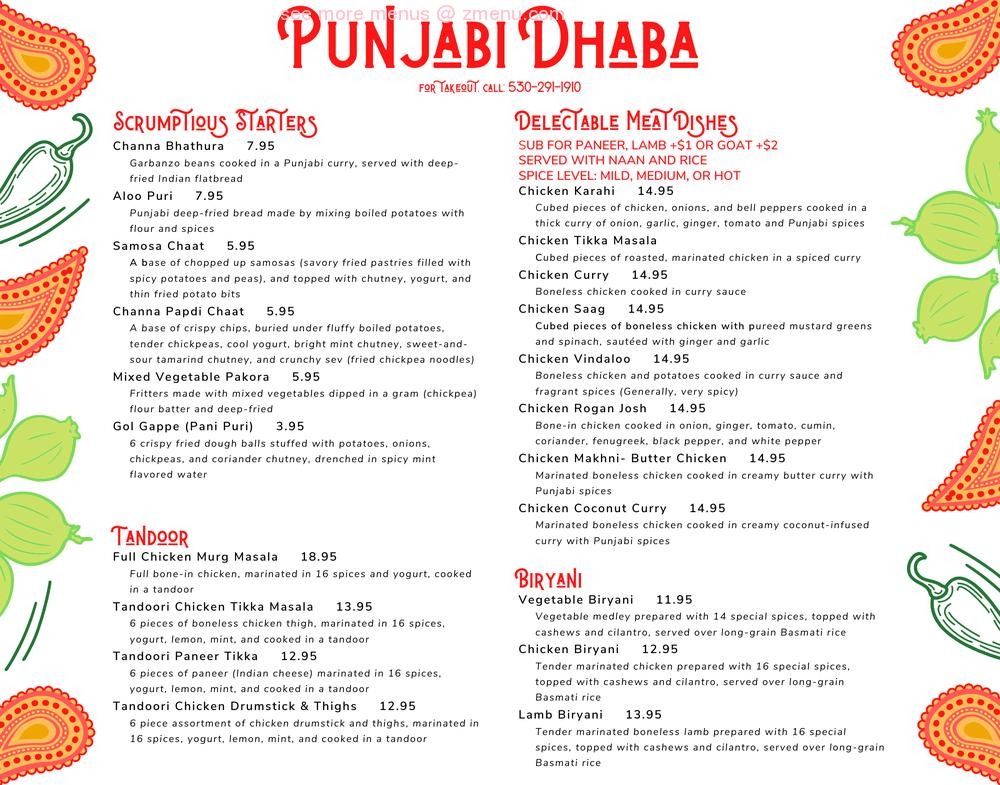 see more menus @ zmenu.com
PUNJABI DHABA
FOR TAKEOUT, CALL: 530-291-1910
SCRUMPTIOUS STARTERS
Channa Bhathura 7.95
Garbanzo beans cooked in a Punjabi curry, served with deep-
fried Indian flatbread
Aloo Puri 7.95
Punjabi deep-fried bread made by mixing boiled potatoes with
flour and spices
Samosa Chaat 5.95
A base of chopped up samosas (savory fried pastries filled with
spicy potatoes and peas), and topped with chutney, yogurt, and
thin fried potato bits
Channa Papdi Chaat 5.95
A base of crispy chips, buried under fluffy boiled potatoes,
tender chickpeas, cool yogurt, bright mint chutney, sweet-and-
sour tamarind chutney, and crunchy sev (fried chickpea noodles)
Mixed Vegetable Pakora 5.95
Fritters made with mixed vegetables dipped in a gram (chickpea)
flour batter and deep-fried
Gol Gappe (Pani Puri) 3.95
6 crispy fried dough balls stuffed with potatoes, onions,
chickpeas, and coriander chutney, drenched in spicy mint
flavored water
TANDOOR
Full Chicken Murg Masala 18.95
Full bone-in chicken, marinated in 16 spices and yogurt, cooked
in a tandoor
Tandoori Chicken Tikka Masala 13.95
6 pieces of boneless chicken thigh, marinated in 16 spices,
yogurt, lemon, mint, and cooked in a tandoor
Tandoori Paneer Tikka 12.95
6 pieces of paneer (Indian cheese) marinated in 16 spices,
yogurt, lemon, mint, and cooked in a tandoor
Tandoori Chicken Drumstick & Thighs 12.95
6 piece assortment of chicken drumstick and thighs, marinated in
16 spices, yogurt, lemon, mint, and cooked in a tandoor
DELECTABLE MEAT DISHES
SUB FOR PANEER, LAMB +$1 OR GOAT +$2
SERVED WITH NAAN AND RICE
SPICE LEVEL: MILD, MEDIUM, OR HOT
Chicken Karahi 14.95
Cubed pieces of chicken, onions, and bell peppers cooked in a
thick curry of onion, garlic, ginger, tomato and Punjabi spices
Chicken Tikka Masala
Cubed pieces of roasted, marinated chicken in a spiced curry
Chicken Curry 14.95
Boneless chicken cooked in curry sauce
Chicken Saag 14.95
Cubed pieces of boneless chicken with pureed mustard greens
and spinach, sautéed with ginger and garlic
Chicken Vindaloo 14.95
Boneless chicken and potatoes cooked in curry sauce and
fragrant spices (Generally, very spicy)
Chicken Rogan Josh 14.95
Bone-in chicken cooked in onion, ginger, tomato, cumin,
coriander, fenugreek, black pepper, and white pepper
Chicken Makhni- Butter Chicken 14.95
Marinated boneless chicken cooked in creamy butter curry with
Punjabi spices
Chicken Coconut Curry 14.95
Marinated boneless chicken cooked in creamy coconut-infused
curry with Punjabi spices
BIRYANI
Vegetable Biryani 11.95
Vegetable medley prepared with 14 special spices, topped with
cashews and cilantro, served over long-grain Basmati rice
Chicken Biryani 12.95
Tender marinated chicken prepared with 16 special spices,
topped with cashews and cilantro, served over long-grain
Basmati rice
Lamb Biryani 13.95
Tender marinated boneless lamb prepared with 16 special
spices, topped with cashews and cilantro, served over long-grain
Basmati rice